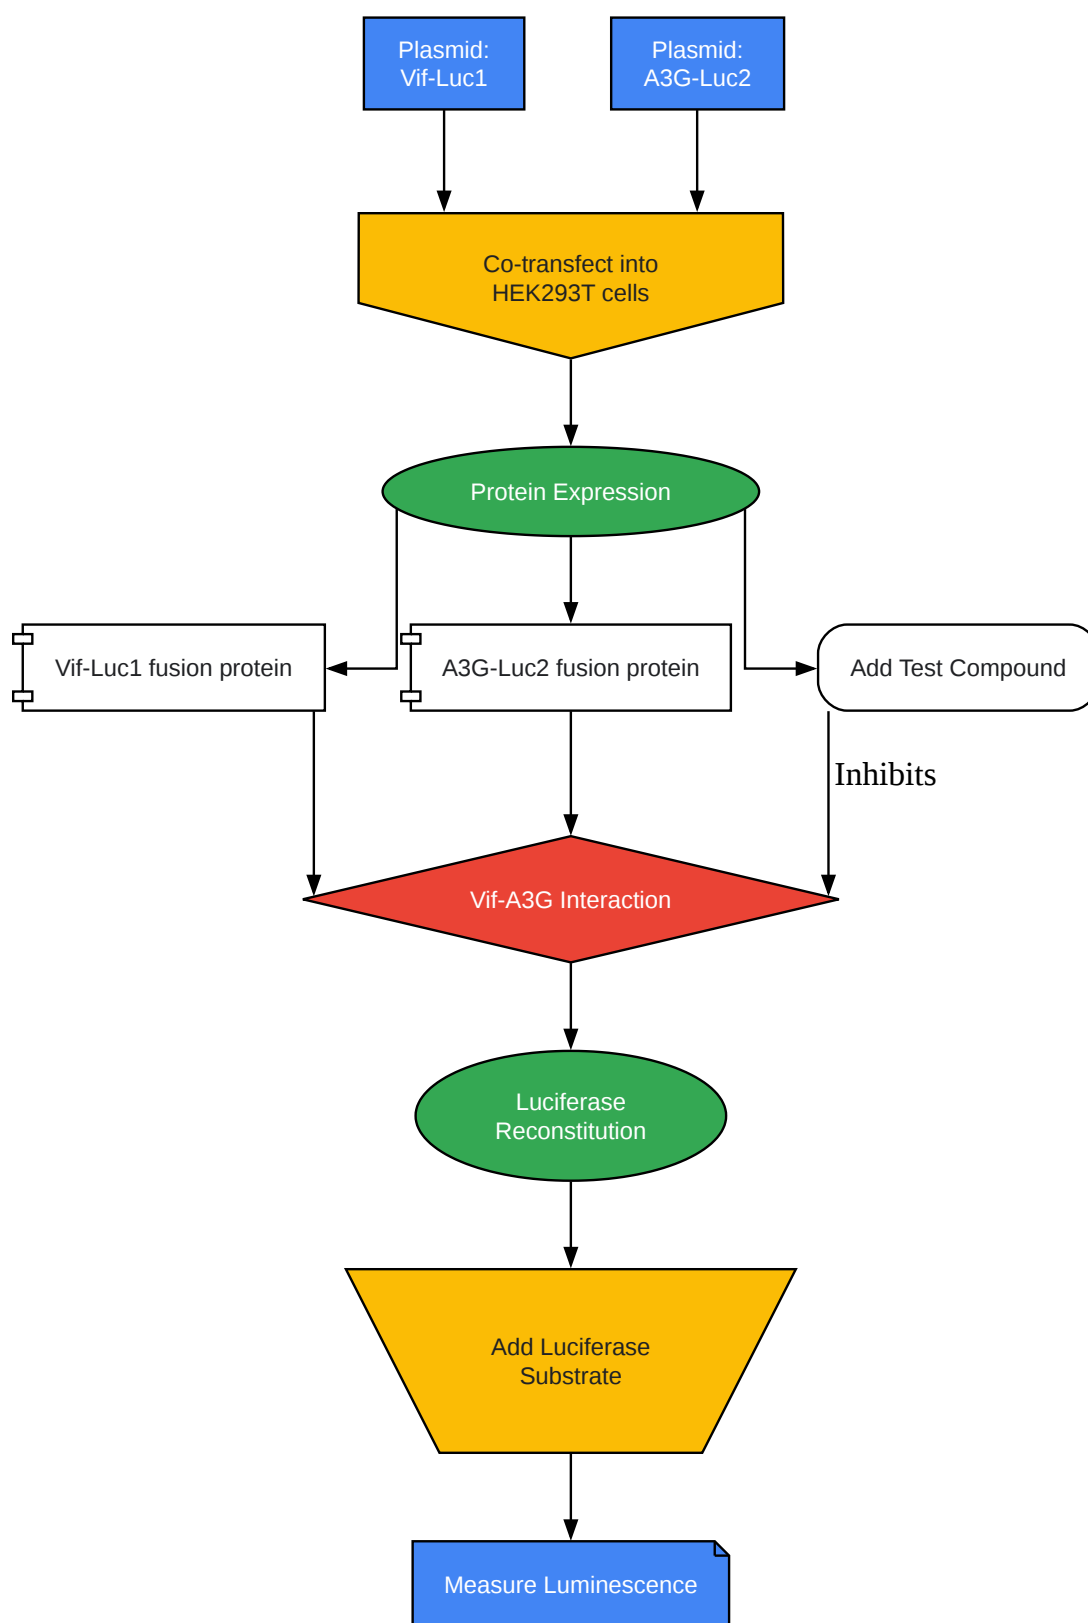 Plasmid:
Vif-Luc1
Plasmid:
A3G-Luc2
Co-transfect into
HEK293T cells
Protein Expression
Vif-Luc1 fusion protein
A3G-Luc2 fusion protein
Add Test Compound
Inhibits
Vif-A3G Interaction
Luciferase
Reconstitution
Add Luciferase
Substrate
Measure Luminescence